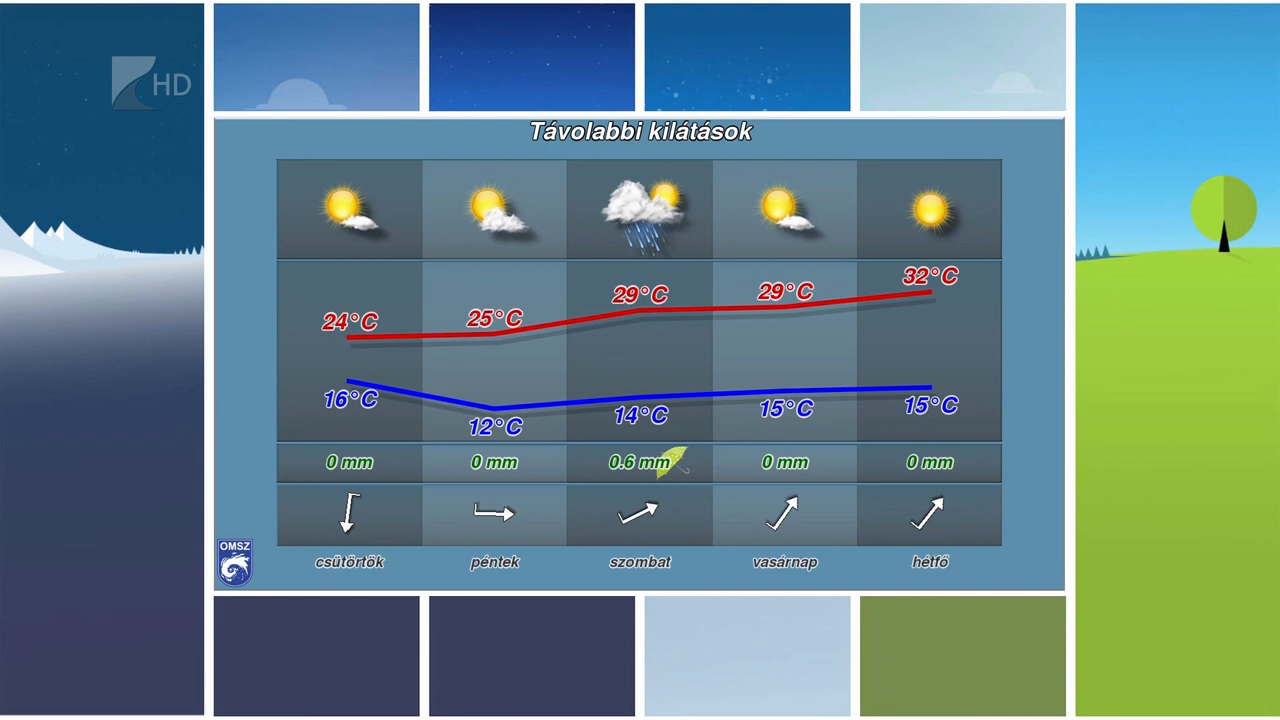 HD
Távolabbi kilátások
24°C 25°C 29°C 29°C 32°C
16°C 12°C 14°C 15°C 15°C
0 mm 0 mm 0.6 mm 0 mm 0 mm
OMSZ
csütörtök péntek szombat vasárnap hétfő